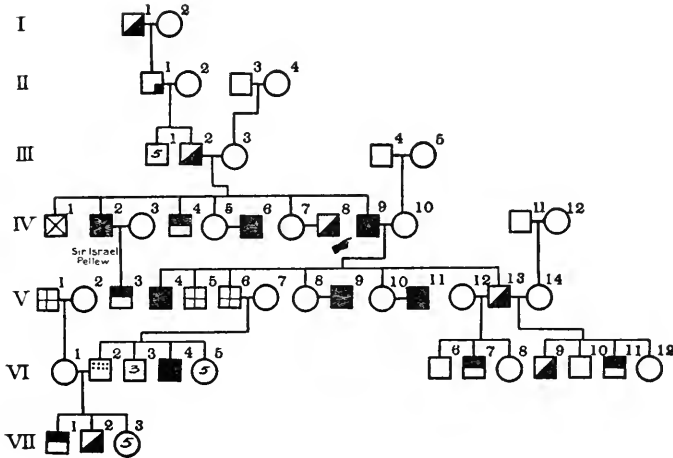 I 1 2
II 1 2 3 4
III 5 1 2 3 4 5
IV 1 2 3 4 5 6 7 8 9 10 11 12
Sir Israel
Pellew
V 1 2 3 4 5 6 7 8 9 10 11 12 13 14
VI 1 2 3 3 4 5 5 6 7 8 9 10 11 12
VII 1 2 3 5